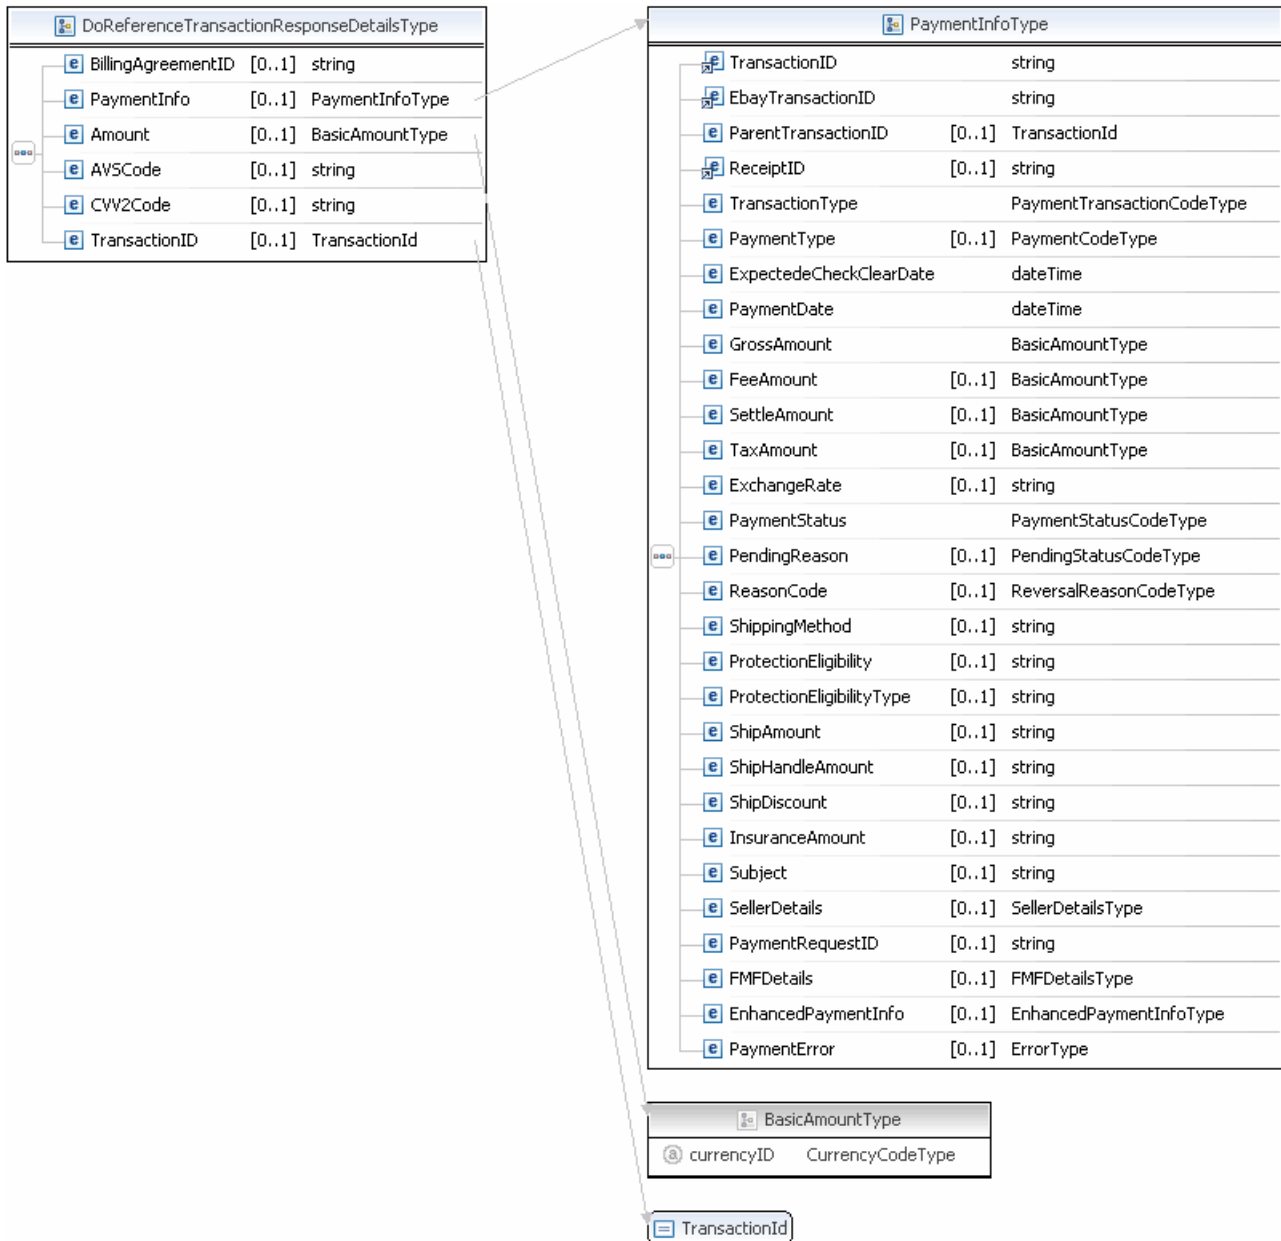 DoReferenceTransactionResponseDetailsType
BillingAgreementID [0..1] string
PaymentInfo [0..1] PaymentInfoType
Amount [0..1] BasicAmountType
AVSCode [0..1] string
CVV2Code [0..1] string
TransactionID [0..1] TransactionId
PaymentInfoType
TransactionID string
EbayTransactionID string
ParentTransactionID [0..1] TransactionId
ReceiptID [0..1] string
TransactionType PaymentTransactionCodeType
PaymentType [0..1] PaymentCodeType
ExpectedeCheckClearDate dateTime
PaymentDate dateTime
GrossAmount BasicAmountType
FeeAmount [0..1] BasicAmountType
SettleAmount [0..1] BasicAmountType
TaxAmount [0..1] BasicAmountType
ExchangeRate [0..1] string
PaymentStatus PaymentStatusCodeType
PendingReason [0..1] PendingStatusCodeType
ReasonCode [0..1] ReversalReasonCodeType
ShippingMethod [0..1] string
ProtectionEligibility [0..1] string
ProtectionEligibilityType [0..1] string
ShipAmount [0..1] string
ShipHandleAmount [0..1] string
ShipDiscount [0..1] string
InsuranceAmount [0..1] string
Subject [0..1] string
SellerDetails [0..1] SellerDetailsType
PaymentRequestID [0..1] string
FMFDetails [0..1] FMFDetailsType
EnhancedPaymentInfo [0..1] EnhancedPaymentInfoType
PaymentError [0..1] ErrorType
BasicAmountType
currencyID CurrencyCodeType
TransactionId